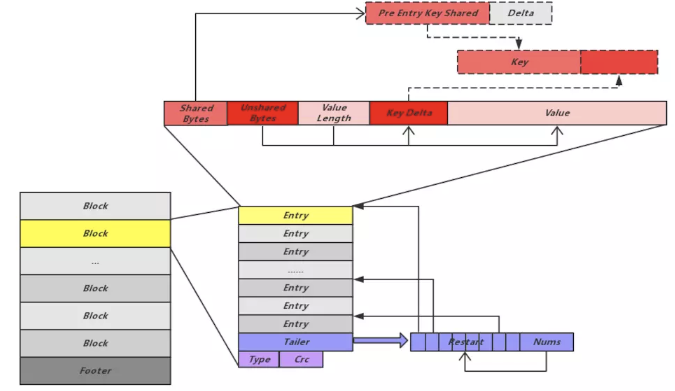 Pre Entry Key Shared
Delta
Key
Shared
Bytes
Unshared
Bytes
Value
Length
Key Delta
Value
Block
Block
...
Block
Block
Block
Footer
Entry
Entry
Entry
......
Entry
Entry
Entry
Tailer
Type
Crc
Restart
Nums